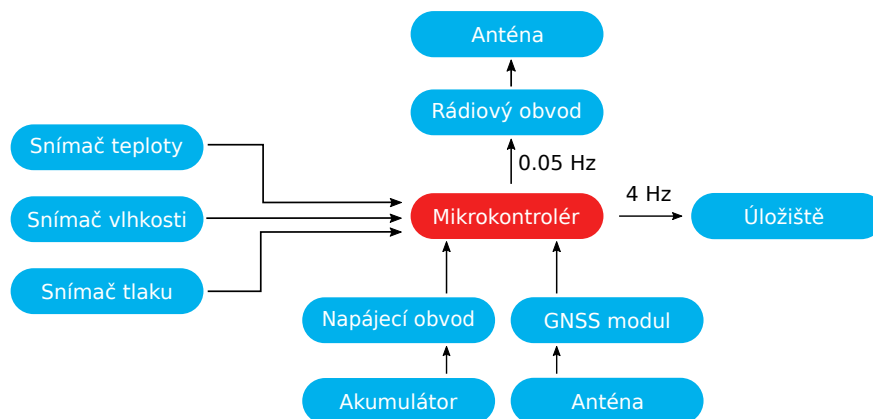 Anténa
Rádiový obvod
Snímač teploty
0.05 Hz
4 Hz
Snímač vlhkosti
Mikrokontrolér
Úložiště
Snímač tlaku
Napájecí obvod
GNSS modul
Akumulátor
Anténa